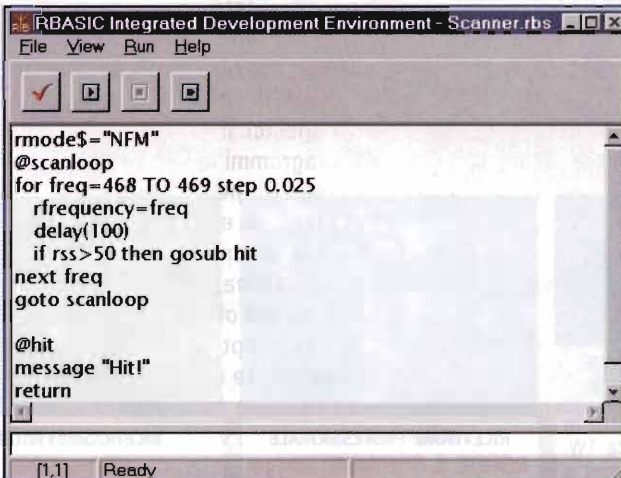 RBASIC Integrated Development Environment - Scanner.rbs
File View Run Help
rmode$="NFM"
@scanloop
for freq=468 TO 469 step 0.025
rfrequency=freq
delay(100)
if rss>50 then gosub hit
next freq
goto scanloop
@hit
message "Hit!"
return
[1,1] Ready